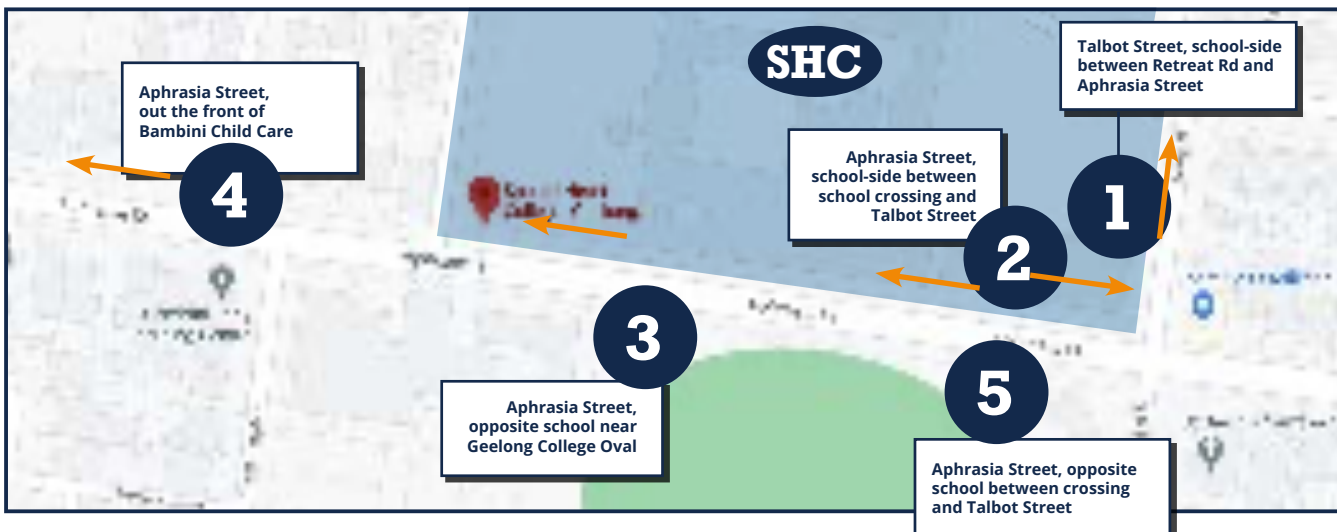 SHC
Talbot Street, school-side
between Retreat Rd and
Aphrasia Street
Aphrasia Street,
out the front of
Bambini Child Care
4
1
Aphrasia Street,
school-side between
school crossing and
Talbot Street
2
3
Aphrasia Street,
opposite school near
Geelong College Oval
5
Aphrasia Street, opposite
school between crossing
and Talbot Street